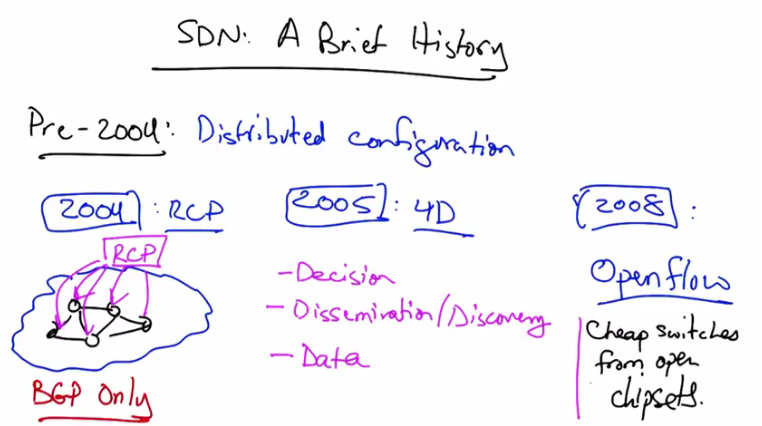 SDN: A Brief History
Pre-2004: Distributed configuration
2004: RCP
RCP
BGP Only
2005: 4D
- Decision
- Dissemination/Discovery
- Data
2008:
Openflow
Cheap switches
from open
chipsets.